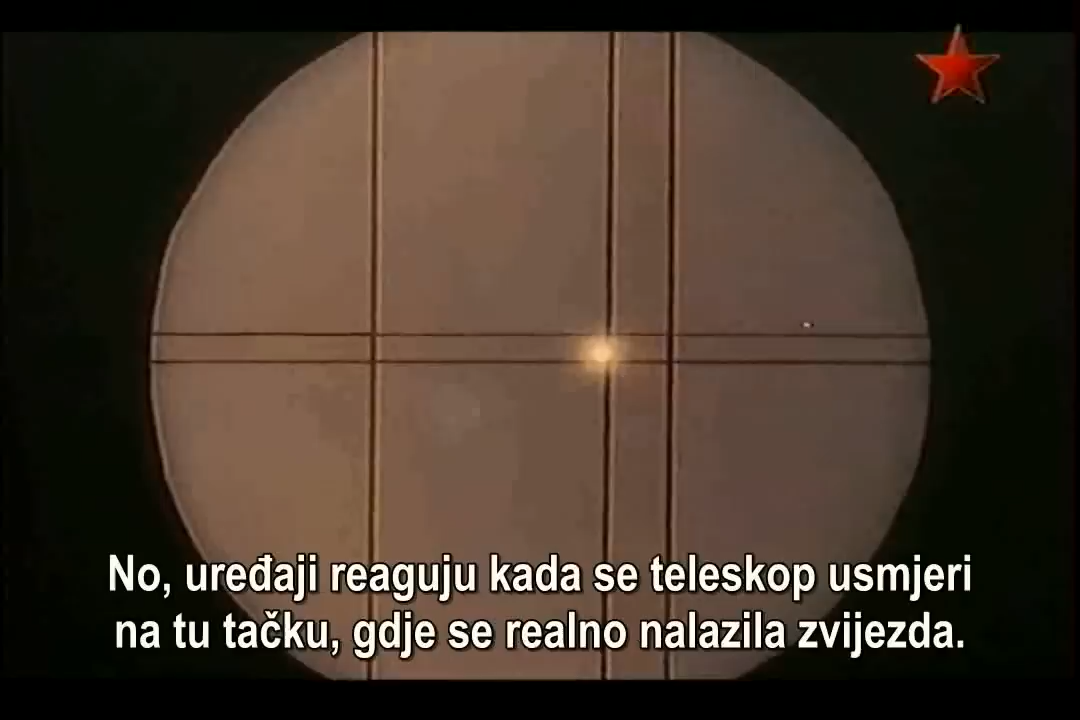 No, uređaji reaguju kada se teleskop usmjeri
na tu tačku, gdje se realno nalazila zvijezda.